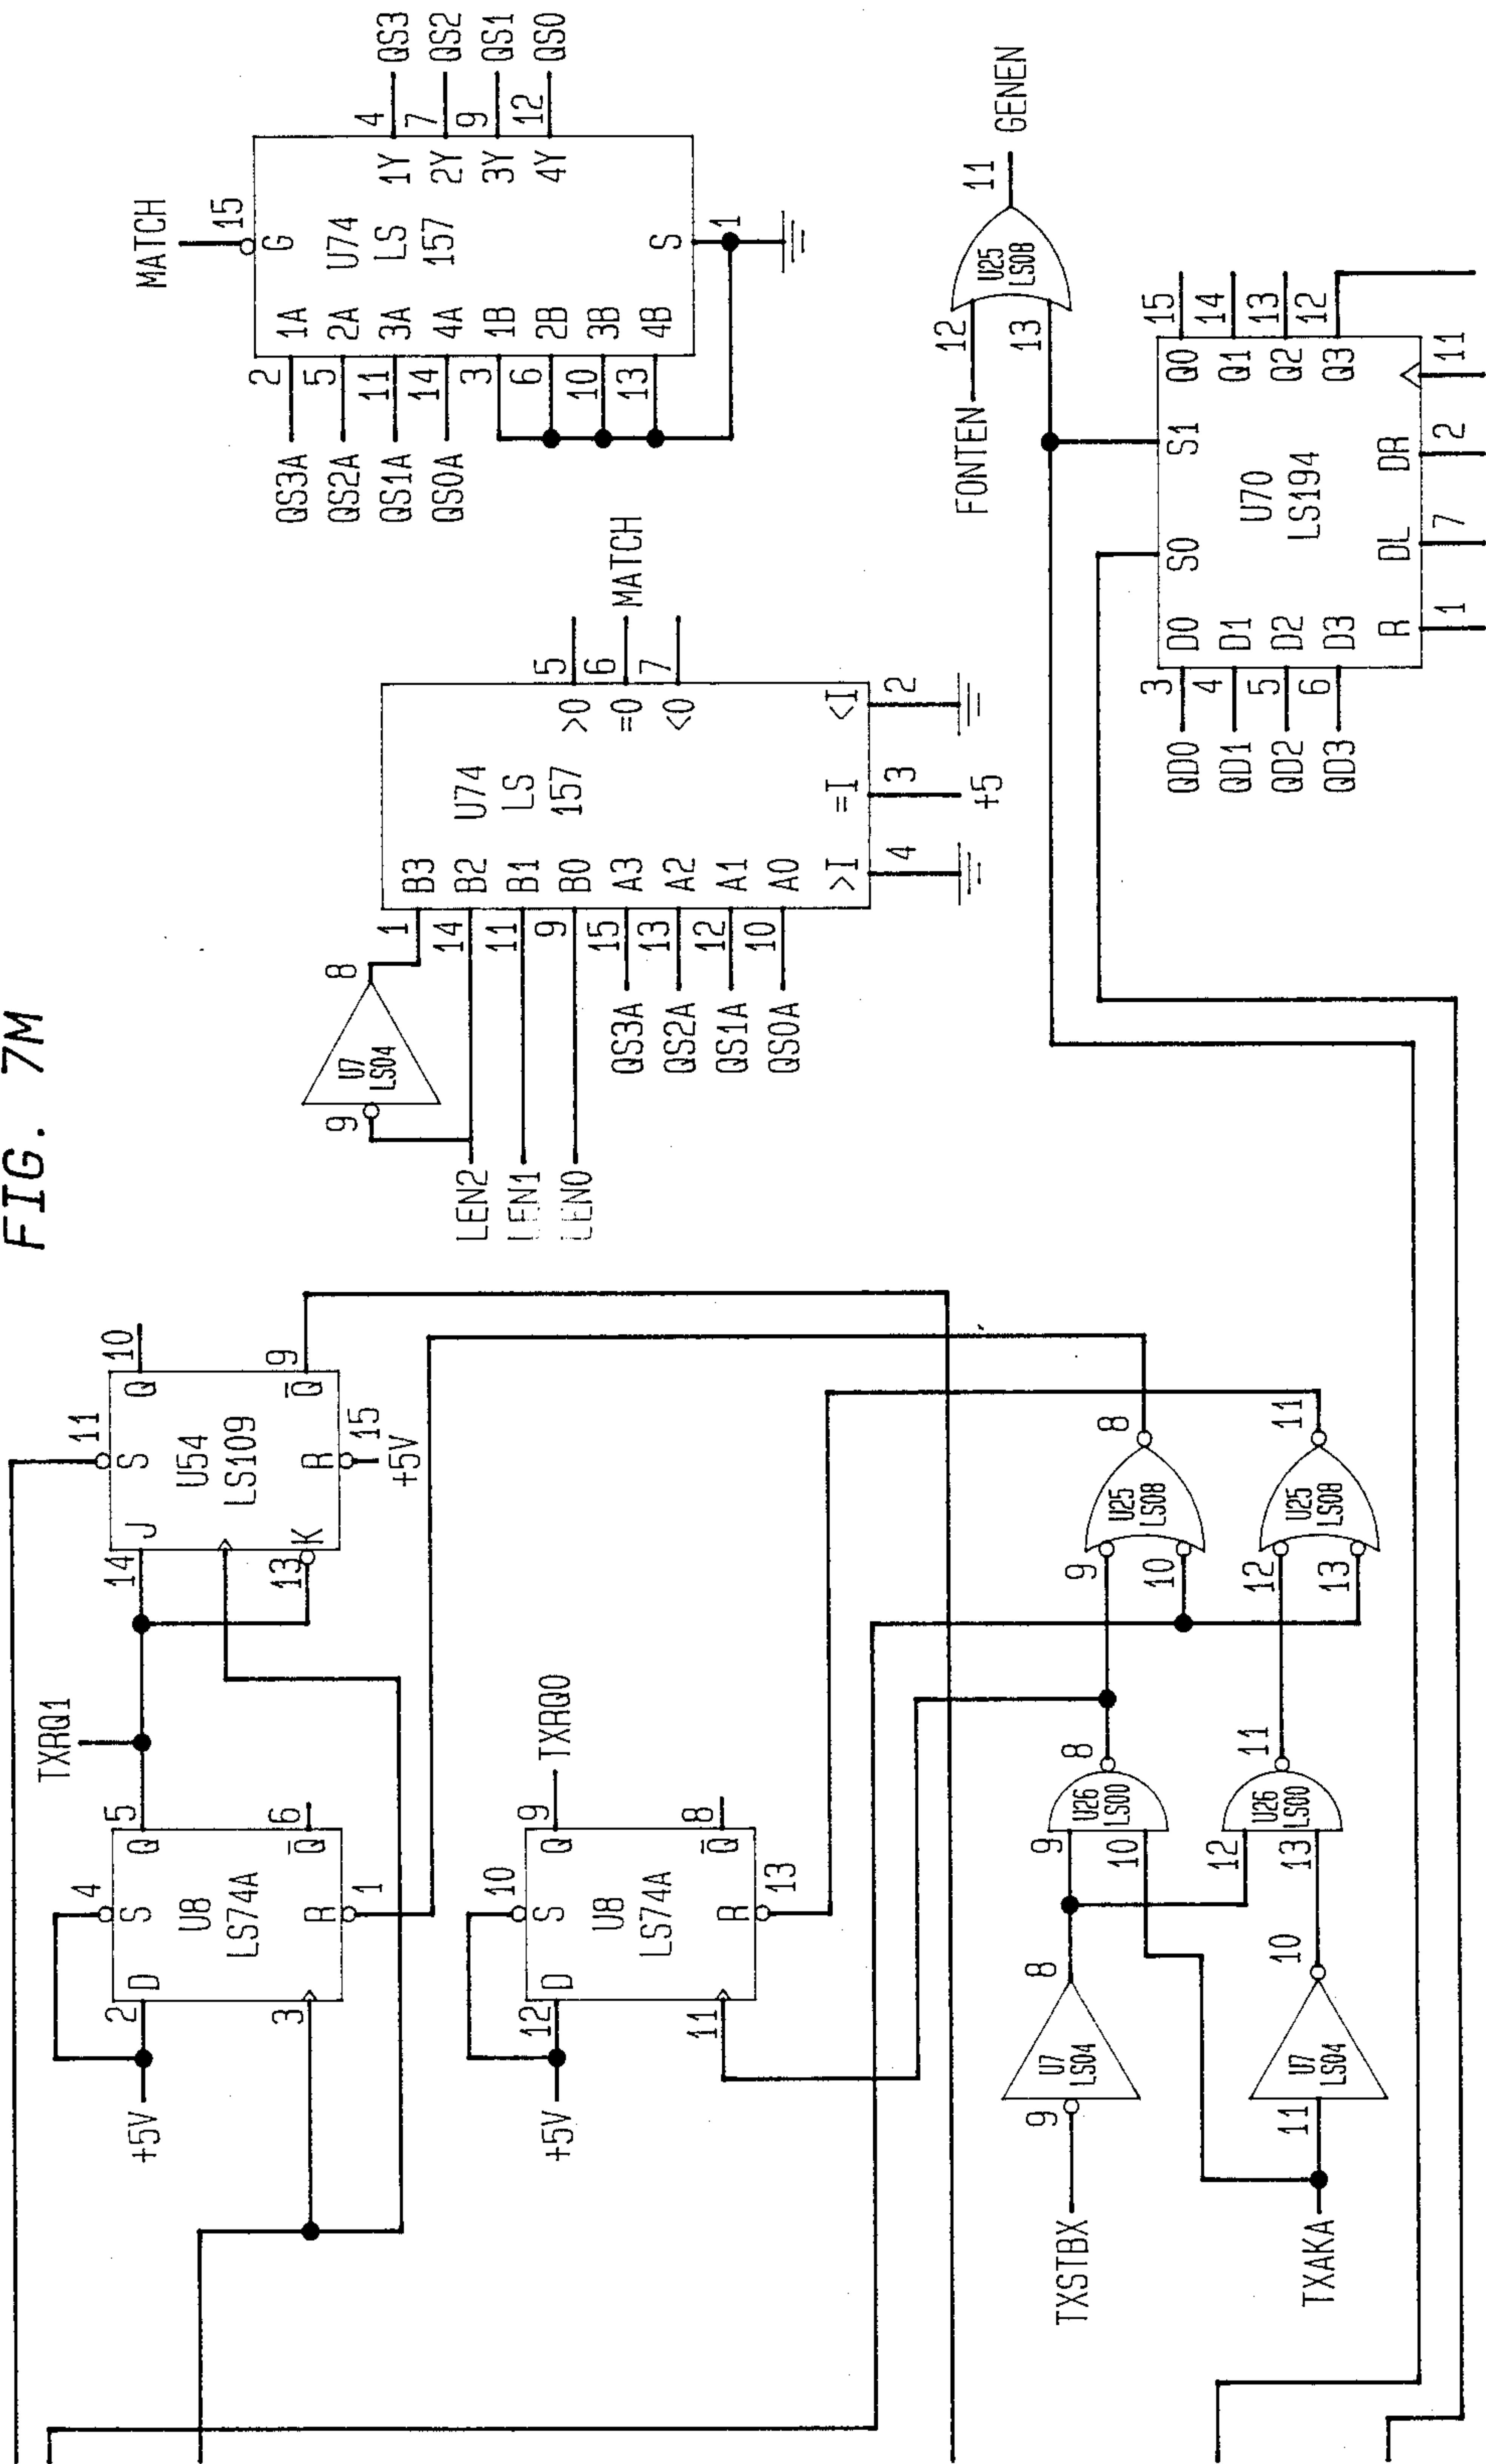 FIG. 7M
TXRQ1
+5V
2
D
4
S
U8
LS74A
Q
5
Q̅
6
3
R
1
14
J
11
S
U54
LS109
Q
10
Q̅
9
13
K
R
15
+5V
+5V
12
D
10
S
U8
LS74A
Q
9
TXRQ0
Q̅
8
11
R
13
TXSTBX
9
U7
LS04
8
TXAKA
11
U7
LS04
10
9
10
U26
LS00
8
12
13
U26
LS00
11
9
10
U25
LS08
8
12
13
U25
LS08
11
LEN2
LEN1
LEN0
9
U7
LS04
8
1
B3
14
B2
11
B1
9
B0
QS3A
15
A3
QS2A
13
A2
QS1A
12
A1
QS0A
10
A0
U74
LS
157
>O
5
=O
6
MATCH
<O
7
>I
4
=I
3
+5
<I
2
MATCH
15
G
QS3A
2
1A
QS2A
5
2A
QS1A
11
3A
QS0A
14
4A
3
1B
6
2B
10
3B
13
4B
U74
LS
157
1Y
4
QS3
2Y
7
QS2
3Y
9
QS1
4Y
12
QS0
S
1
FONTEN
12
13
U25
LS08
11
GENEN
QD0
3
D0
QD1
4
D1
QD2
5
D2
QD3
6
D3
S0
S1
U70
LS194
Q0
15
Q1
14
Q2
13
Q3
12
R
1
DL
7
DR
2
11